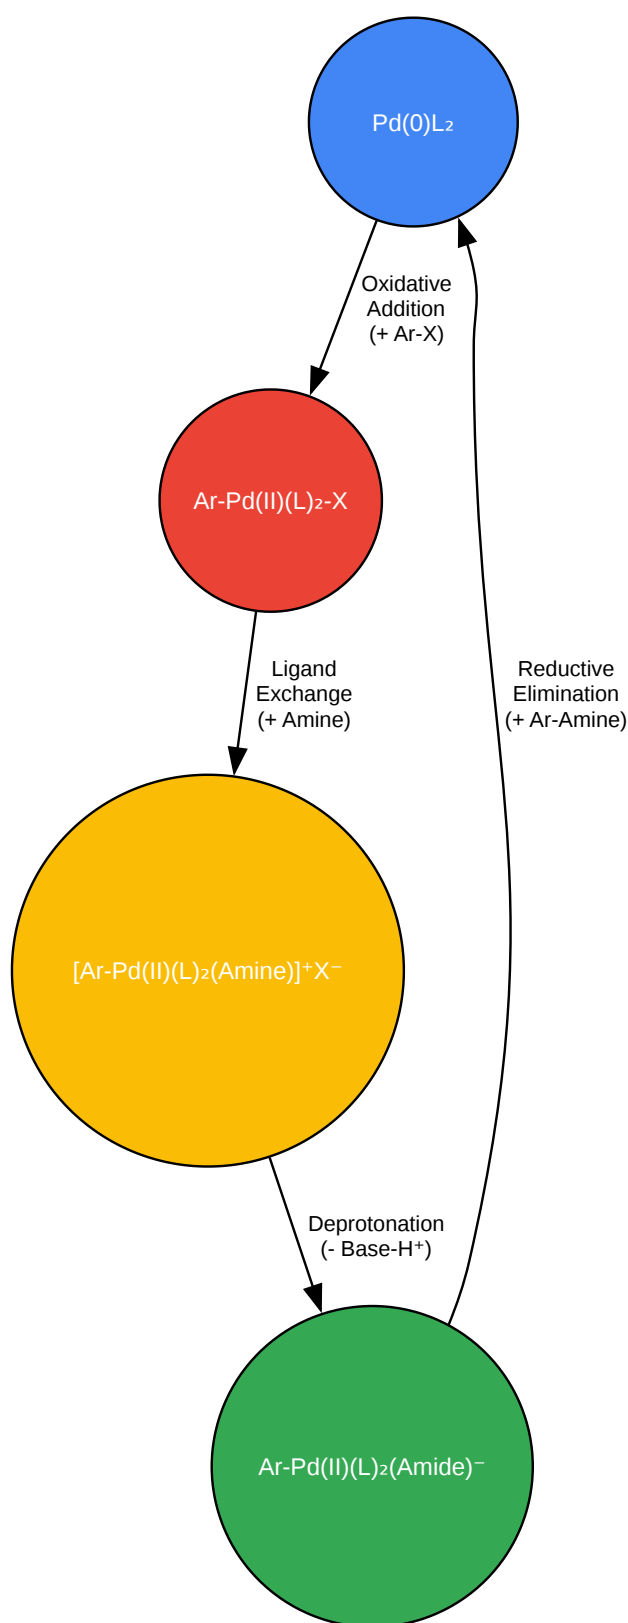 Pd(0)L₂
Oxidative
Addition
(+ Ar-X)
Ar-Pd(II)(L)₂-X
Ligand
Exchange
(+ Amine)
Reductive
Elimination
(+ Ar-Amine)
[Ar-Pd(II)(L)₂(Amine)]⁺X⁻
Deprotonation
(- Base-H⁺)
Ar-Pd(II)(L)₂(Amide)⁻